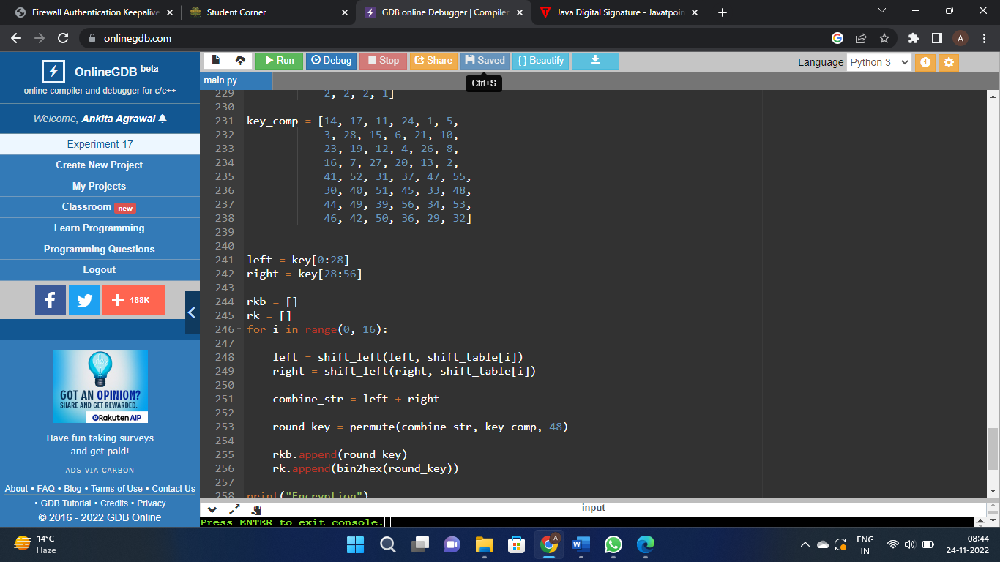 Firewall Authentication Keepalive
Student Corner
GDB online Debugger | Compiler
Java Digital Signature - Javatpoin
onlinegdb.com
A
OnlineGDB beta
online compiler and debugger for c/c++
Welcome, Ankita Agrawal
Experiment 17
Create New Project
My Projects
Classroom new
Learn Programming
Programming Questions
Logout
188K
GOT AN OPINION?
SHARE AND GET REWARDED.
Rakuten AIP
Have fun taking surveys
and get paid!
ADS VIA CARBON
About • FAQ • Blog • Terms of Use • Contact Us
• GDB Tutorial • Credits • Privacy
© 2016 - 2022 GDB Online
Run Debug Stop Share Saved { } Beautify
Language Python 3
main.py
Ctrl+S
229 2, 2, 2, 1]
230
231 key_comp = [14, 17, 11, 24, 1, 5,
232 3, 28, 15, 6, 21, 10,
233 23, 19, 12, 4, 26, 8,
234 16, 7, 27, 20, 13, 2,
235 41, 52, 31, 37, 47, 55,
236 30, 40, 51, 45, 33, 48,
237 44, 49, 39, 56, 34, 53,
238 46, 42, 50, 36, 29, 32]
239
240
241 left = key[0:28]
242 right = key[28:56]
243
244 rkb = []
245 rk = []
246 for i in range(0, 16):
247
248 left = shift_left(left, shift_table[i])
249 right = shift_left(right, shift_table[i])
250
251 combine_str = left + right
252
253 round_key = permute(combine_str, key_comp, 48)
254
255 rkb.append(round_key)
256 rk.append(bin2hex(round_key))
257
258 print("Encryption")
input
Press ENTER to exit console.
14°C
Haze
A
ENG
IN
08:44
24-11-2022